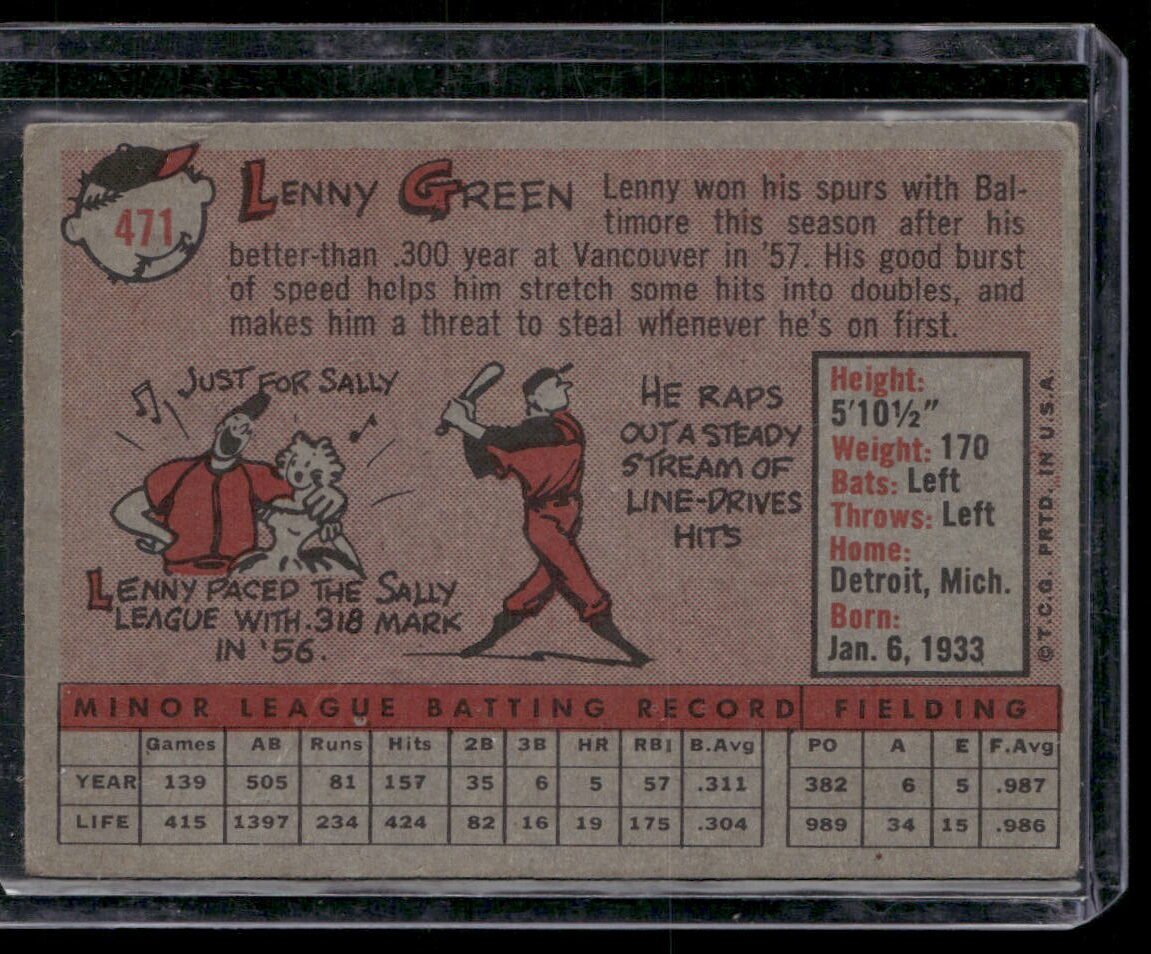 471
LENNY GREEN
Lenny won his spurs with Bal-
timore this season after his
better-than .300 year at Vancouver in '57. His good burst
of speed helps him stretch some hits into doubles, and
makes him a threat to steal whenever he's on first.
JUST FOR SALLY
LENNY PACED THE SALLY
LEAGUE WITH .318 MARK
IN '56.
HE RAPS
OUT A STEADY
STREAM OF
LINE-DRIVES
HITS
Height:
5'10½"
Weight: 170
Bats: Left
Throws: Left
Home:
Detroit, Mich.
Born:
Jan. 6, 1933
©T.C.G. PRTD. IN U.S.A.
MINOR LEAGUE BATTING RECORD FIELDING
Games AB Runs Hits 2B 3B HR RBI B.Avg PO A E F.Avg
YEAR 139 505 81 157 35 6 5 57 .311 382 6 5 .987
LIFE 415 1397 234 424 82 16 19 175 .304 989 34 15 .986